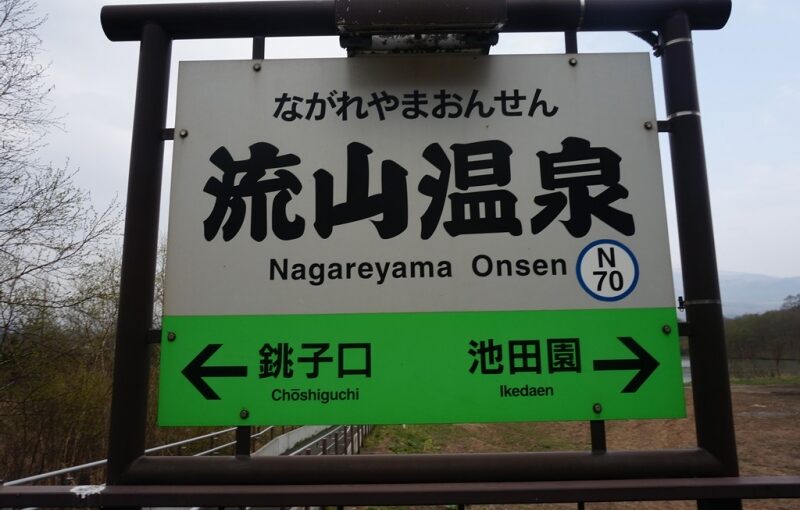 ながれやまおんせん
流山温泉
Nagareyama Onsen
N
70
← 銚子口
Chōshiguchi
池田園 →
Ikedaen